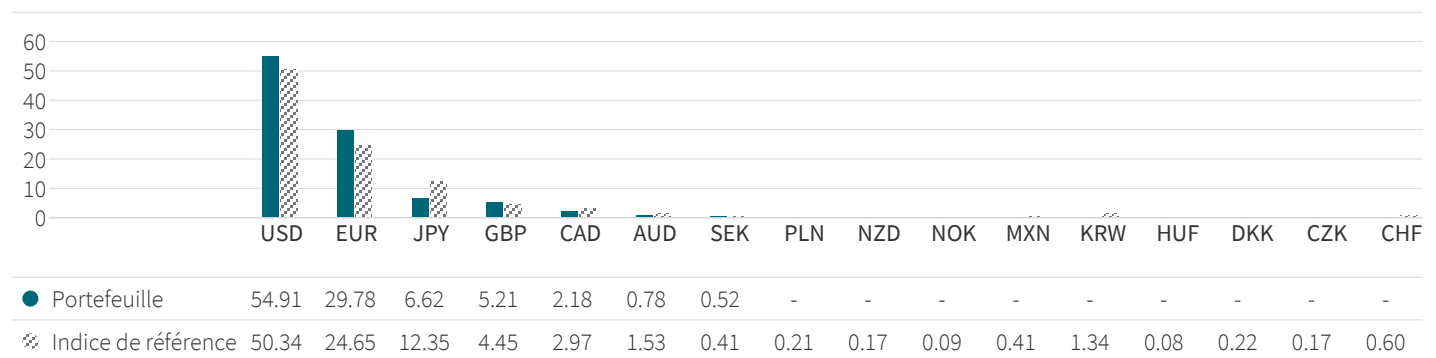 60
50
40
30
20
10
0
USD EUR JPY GBP CAD AUD SEK PLN NZD NOK MXN KRW HUF DKK CZK CHF
Portefeuille 54.91 29.78 6.62 5.21 2.18 0.78 0.52 - - - - - - - - -
Indice de référence 50.34 24.65 12.35 4.45 2.97 1.53 0.41 0.21 0.17 0.09 0.41 1.34 0.08 0.22 0.17 0.60